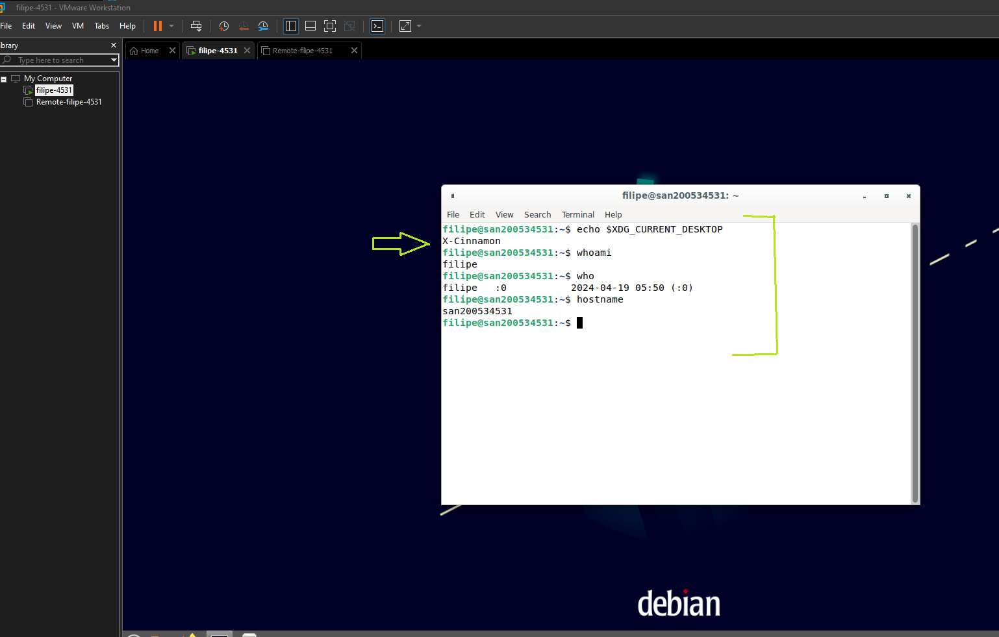 filipe-4531 - VMware Workstation
File Edit View VM Tabs Help
ibrary
Type here to search
My Computer
filipe-4531
Remote-filipe-4531
Home
filipe-4531
Remote-filipe-4531
filipe@san200534531: ~
File Edit View Search Terminal Help
filipe@san200534531:~$ echo $XDG_CURRENT_DESKTOP
X-Cinnamon
filipe@san200534531:~$ whoami
filipe
filipe@san200534531:~$ who
filipe   :0           2024-04-19 05:50 (:0)
filipe@san200534531:~$ hostname
san200534531
filipe@san200534531:~$
debian